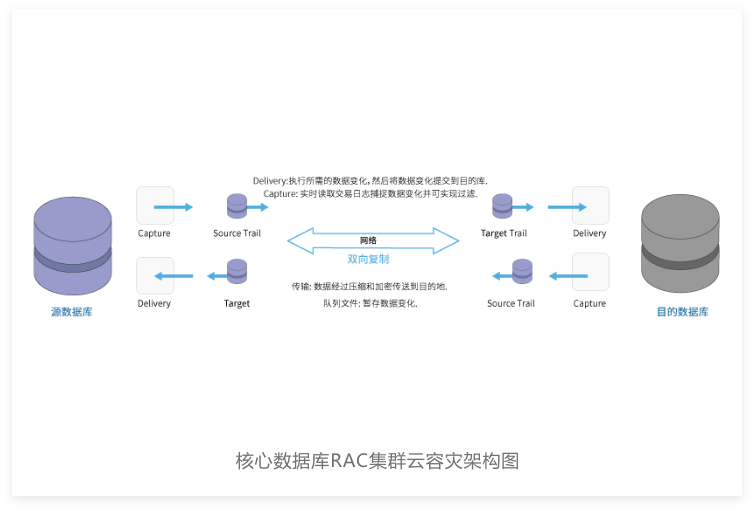 Delivery:执行所需的数据变化，然后将数据变化提交到目的库.
Capture: 实时读取交易日志捕捉数据变化并可实现过滤.
Capture
Source Trail
Target Trail
Delivery
网络
双向复制
传输: 数据经过压缩和加密传送到目的地.
Delivery
Target
队列文件: 暂存数据变化.
Source Trail
Capture
源数据库
目的数据库
核心数据库RAC集群云容灾架构图